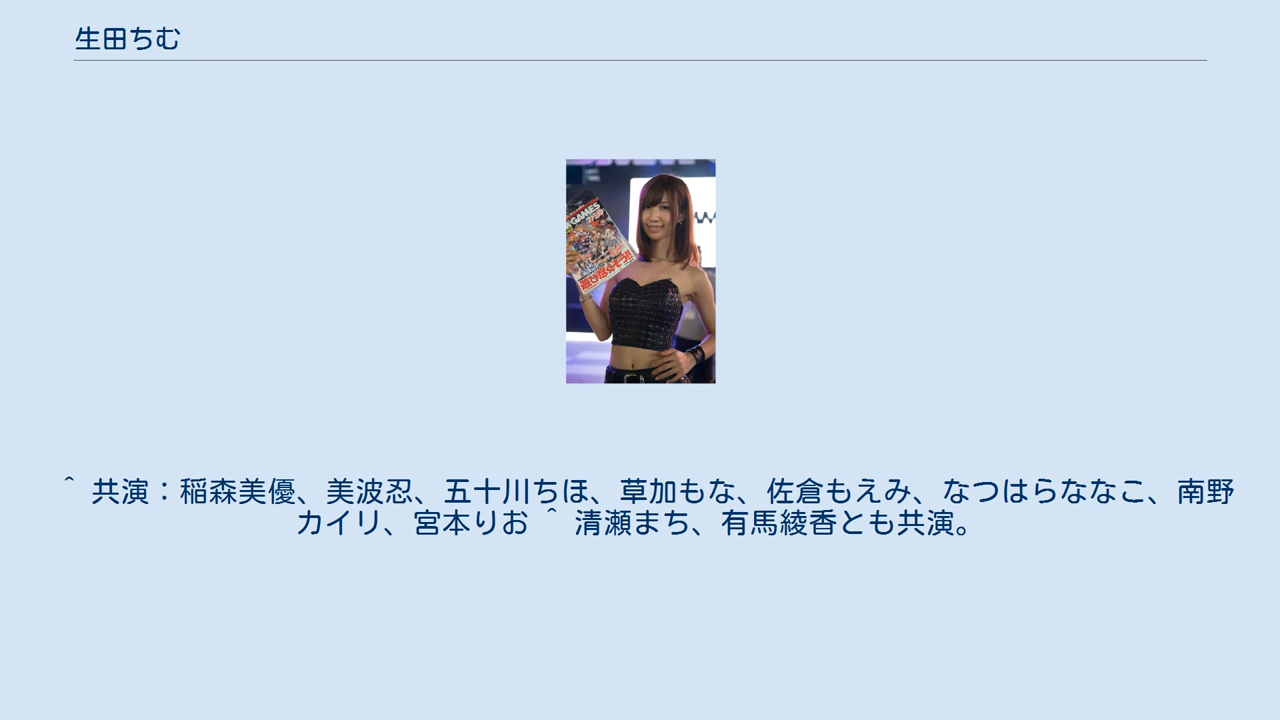 生田ちむ
GAMES
＾ 共演：稲森美優、美波忍、五十川ちほ、草加もな、佐倉もえみ、なつはらななこ、南野
カイリ、宮本りお ＾ 清瀬まち、有馬綾香とも共演。